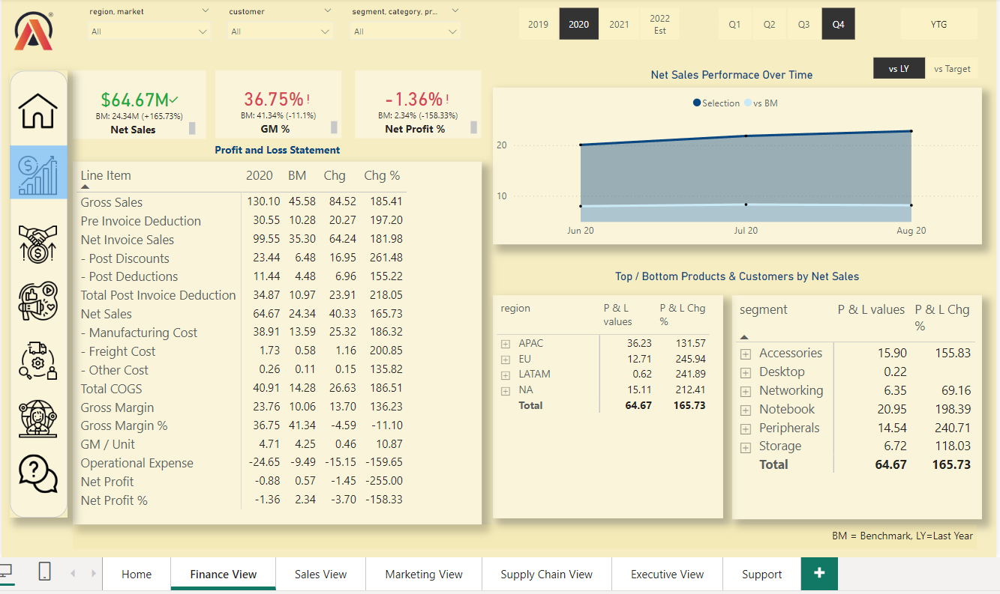 region, market
customer
segment, category, pr...
All
All
All
2019 2020 2021 2022 Est
Q1 Q2 Q3 Q4
YTG
vs LY vs Target
$64.67M
BM: 24.34M (+165.73%)
Net Sales
36.75% !
BM: 41.34% (-11.1%)
GM %
-1.36% !
BM: 2.34% (-158.33%)
Net Profit %
Net Sales Performace Over Time
Selection vs BM
20
10
Jun 20 Jul 20 Aug 20
Profit and Loss Statement
Line Item 2020 BM Chg Chg %
Gross Sales 130.10 45.58 84.52 185.41
Pre Invoice Deduction 30.55 10.28 20.27 197.20
Net Invoice Sales 99.55 35.30 64.24 181.98
- Post Discounts 23.44 6.48 16.95 261.48
- Post Deductions 11.44 4.48 6.96 155.22
Total Post Invoice Deduction 34.87 10.97 23.91 218.05
Net Sales 64.67 24.34 40.33 165.73
- Manufacturing Cost 38.91 13.59 25.32 186.32
- Freight Cost 1.73 0.58 1.16 200.85
- Other Cost 0.26 0.11 0.15 135.82
Total COGS 40.91 14.28 26.63 186.51
Gross Margin 23.76 10.06 13.70 136.23
Gross Margin % 36.75 41.34 -4.59 -11.10
GM / Unit 4.71 4.25 0.46 10.87
Operational Expense -24.65 -9.49 -15.15 -159.65
Net Profit -0.88 0.57 -1.45 -255.00
Net Profit % -1.36 2.34 -3.70 -158.33
Top / Bottom Products & Customers by Net Sales
region P & L values P & L Chg %
APAC 36.23 131.57
EU 12.71 245.94
LATAM 0.62 241.89
NA 15.11 212.41
Total 64.67 165.73
segment P & L values P & L Chg %
Accessories 15.90 155.83
Desktop 0.22
Networking 6.35 69.16
Notebook 20.95 198.39
Peripherals 14.54 240.71
Storage 6.72 118.03
Total 64.67 165.73
BM = Benchmark, LY=Last Year
Home Finance View Sales View Marketing View Supply Chain View Executive View Support +